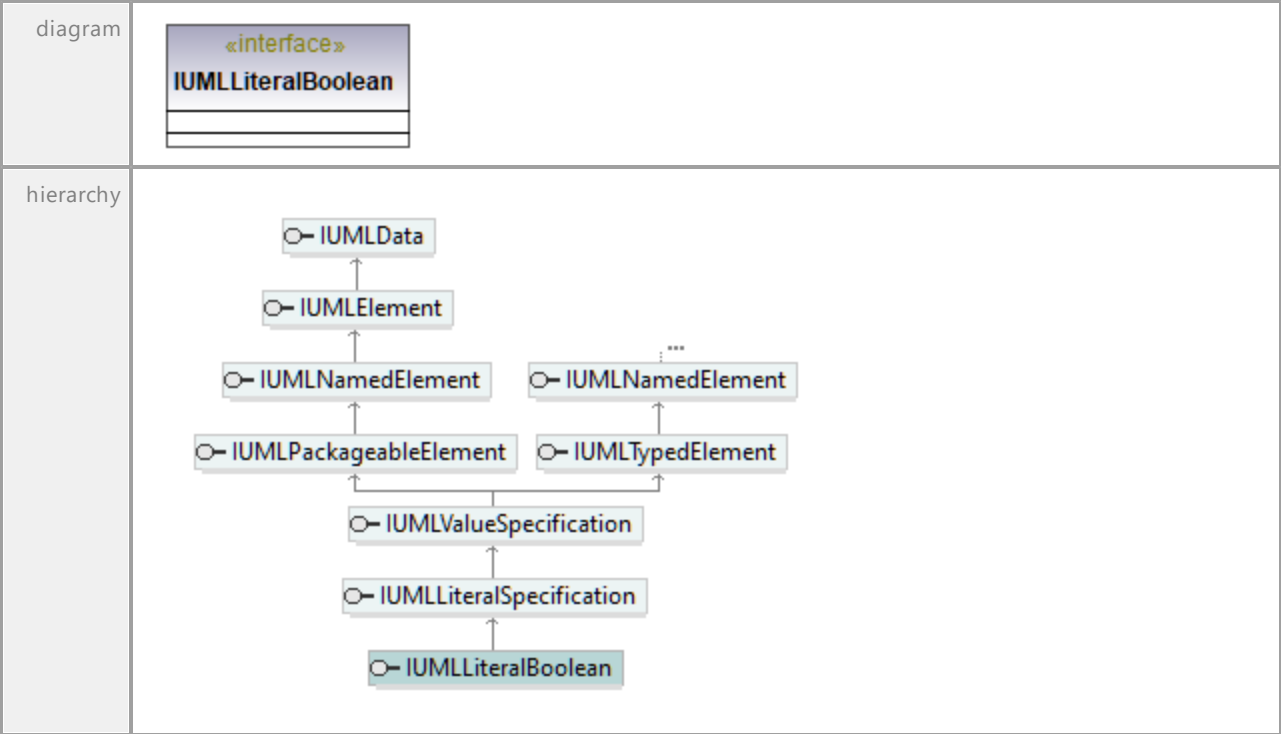 diagram
«interface»
IUMLLiteralBoolean
hierarchy
IUMLData
IUMLElement
...
IUMLNamedElement IUMLNamedElement
IUMLPackageableElement IUMLTypedElement
IUMLValueSpecification
IUMLLiteralSpecification
IUMLLiteralBoolean